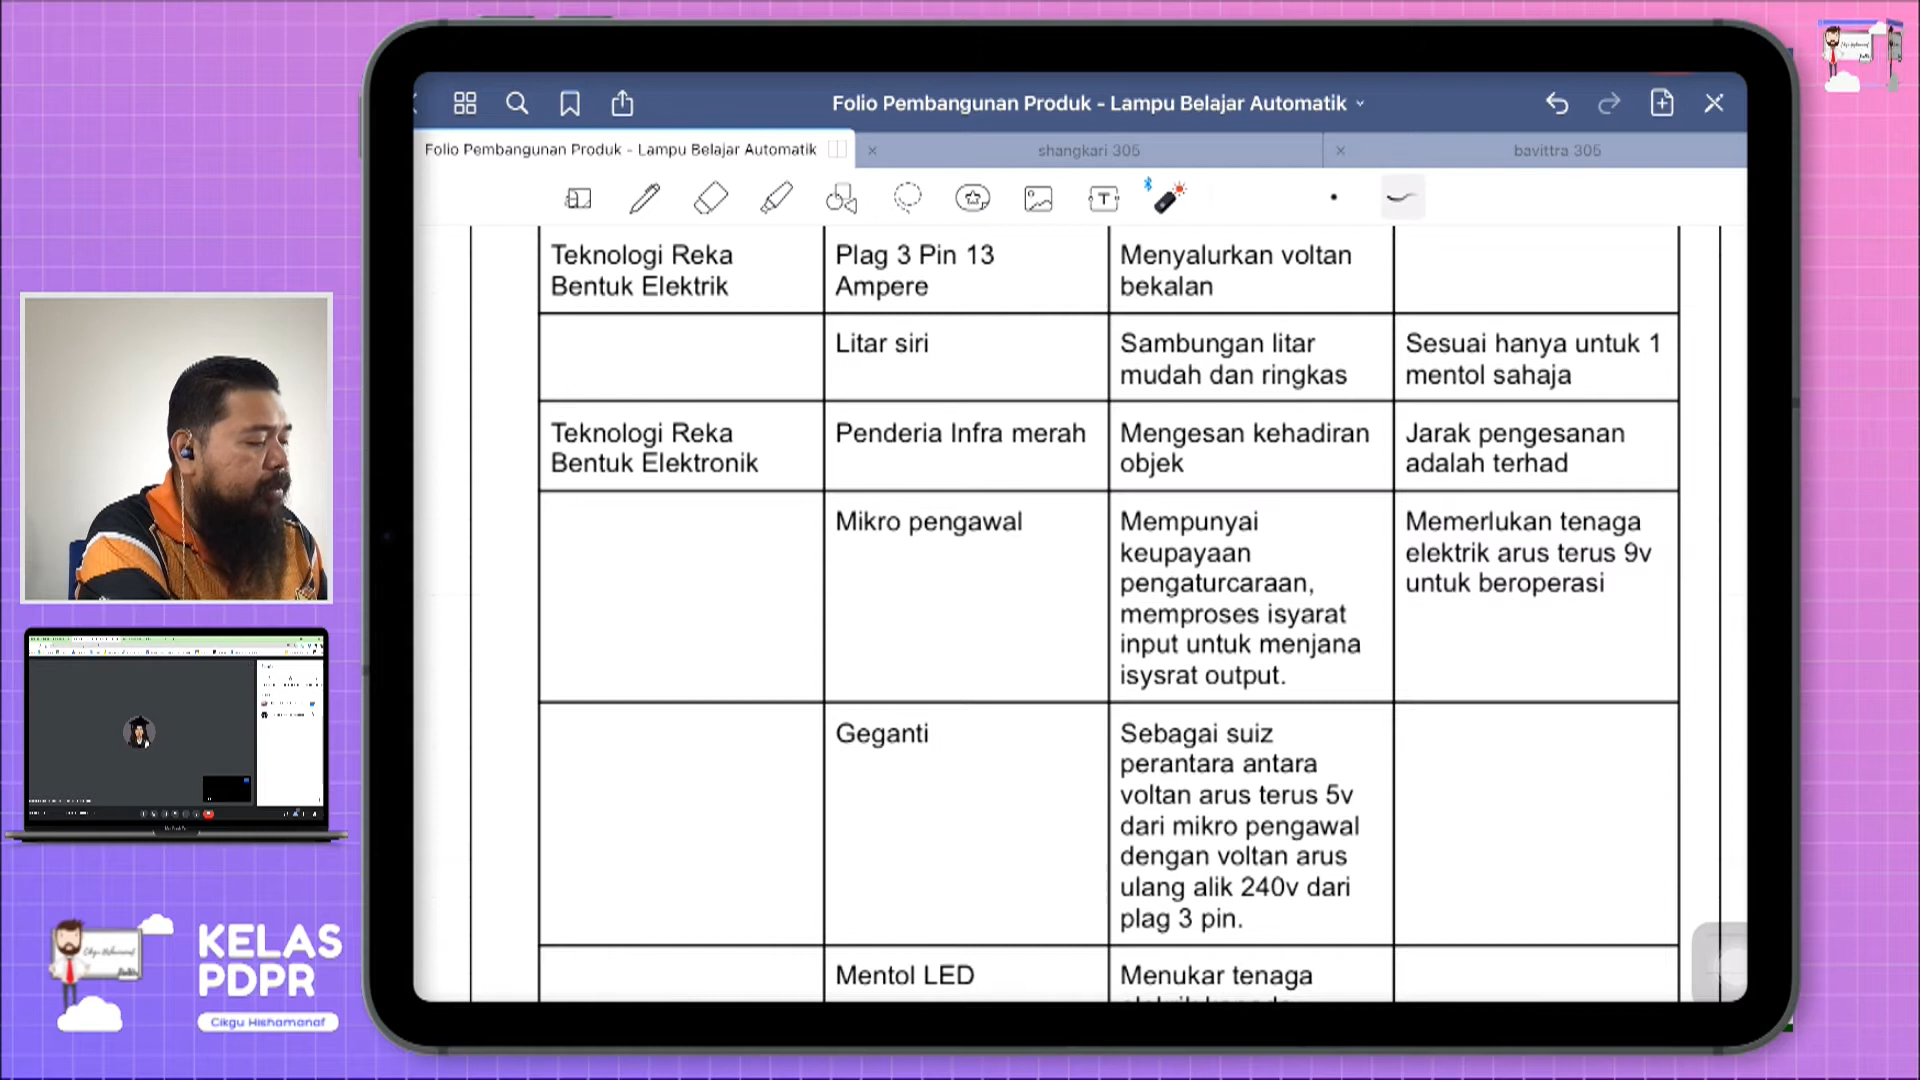 Folio Pembangunan Produk - Lampu Belajar Automatik
Folio Pembangunan Produk - Lampu Belajar Automatik
shangkari 305
bavittra 305
T
Teknologi Reka
Bentuk Elektrik
Plag 3 Pin 13
Ampere
Menyalurkan voltan
bekalan
Litar siri
Sambungan litar
mudah dan ringkas
Sesuai hanya untuk 1
mentol sahaja
Teknologi Reka
Bentuk Elektronik
Penderia Infra merah
Mengesan kehadiran
objek
Jarak pengesanan
adalah terhad
Mikro pengawal
Mempunyai
keupayaan
pengaturcaraan,
memproses isyarat
input untuk menjana
isysrat output.
Memerlukan tenaga
elektrik arus terus 9v
untuk beroperasi
Geganti
Sebagai suiz
perantara antara
voltan arus terus 5v
dari mikro pengawal
dengan voltan arus
ulang alik 240v dari
plag 3 pin.
Mentol LED
Menukar tenaga
KELAS
PDPR
Cikgu Hishamanaf